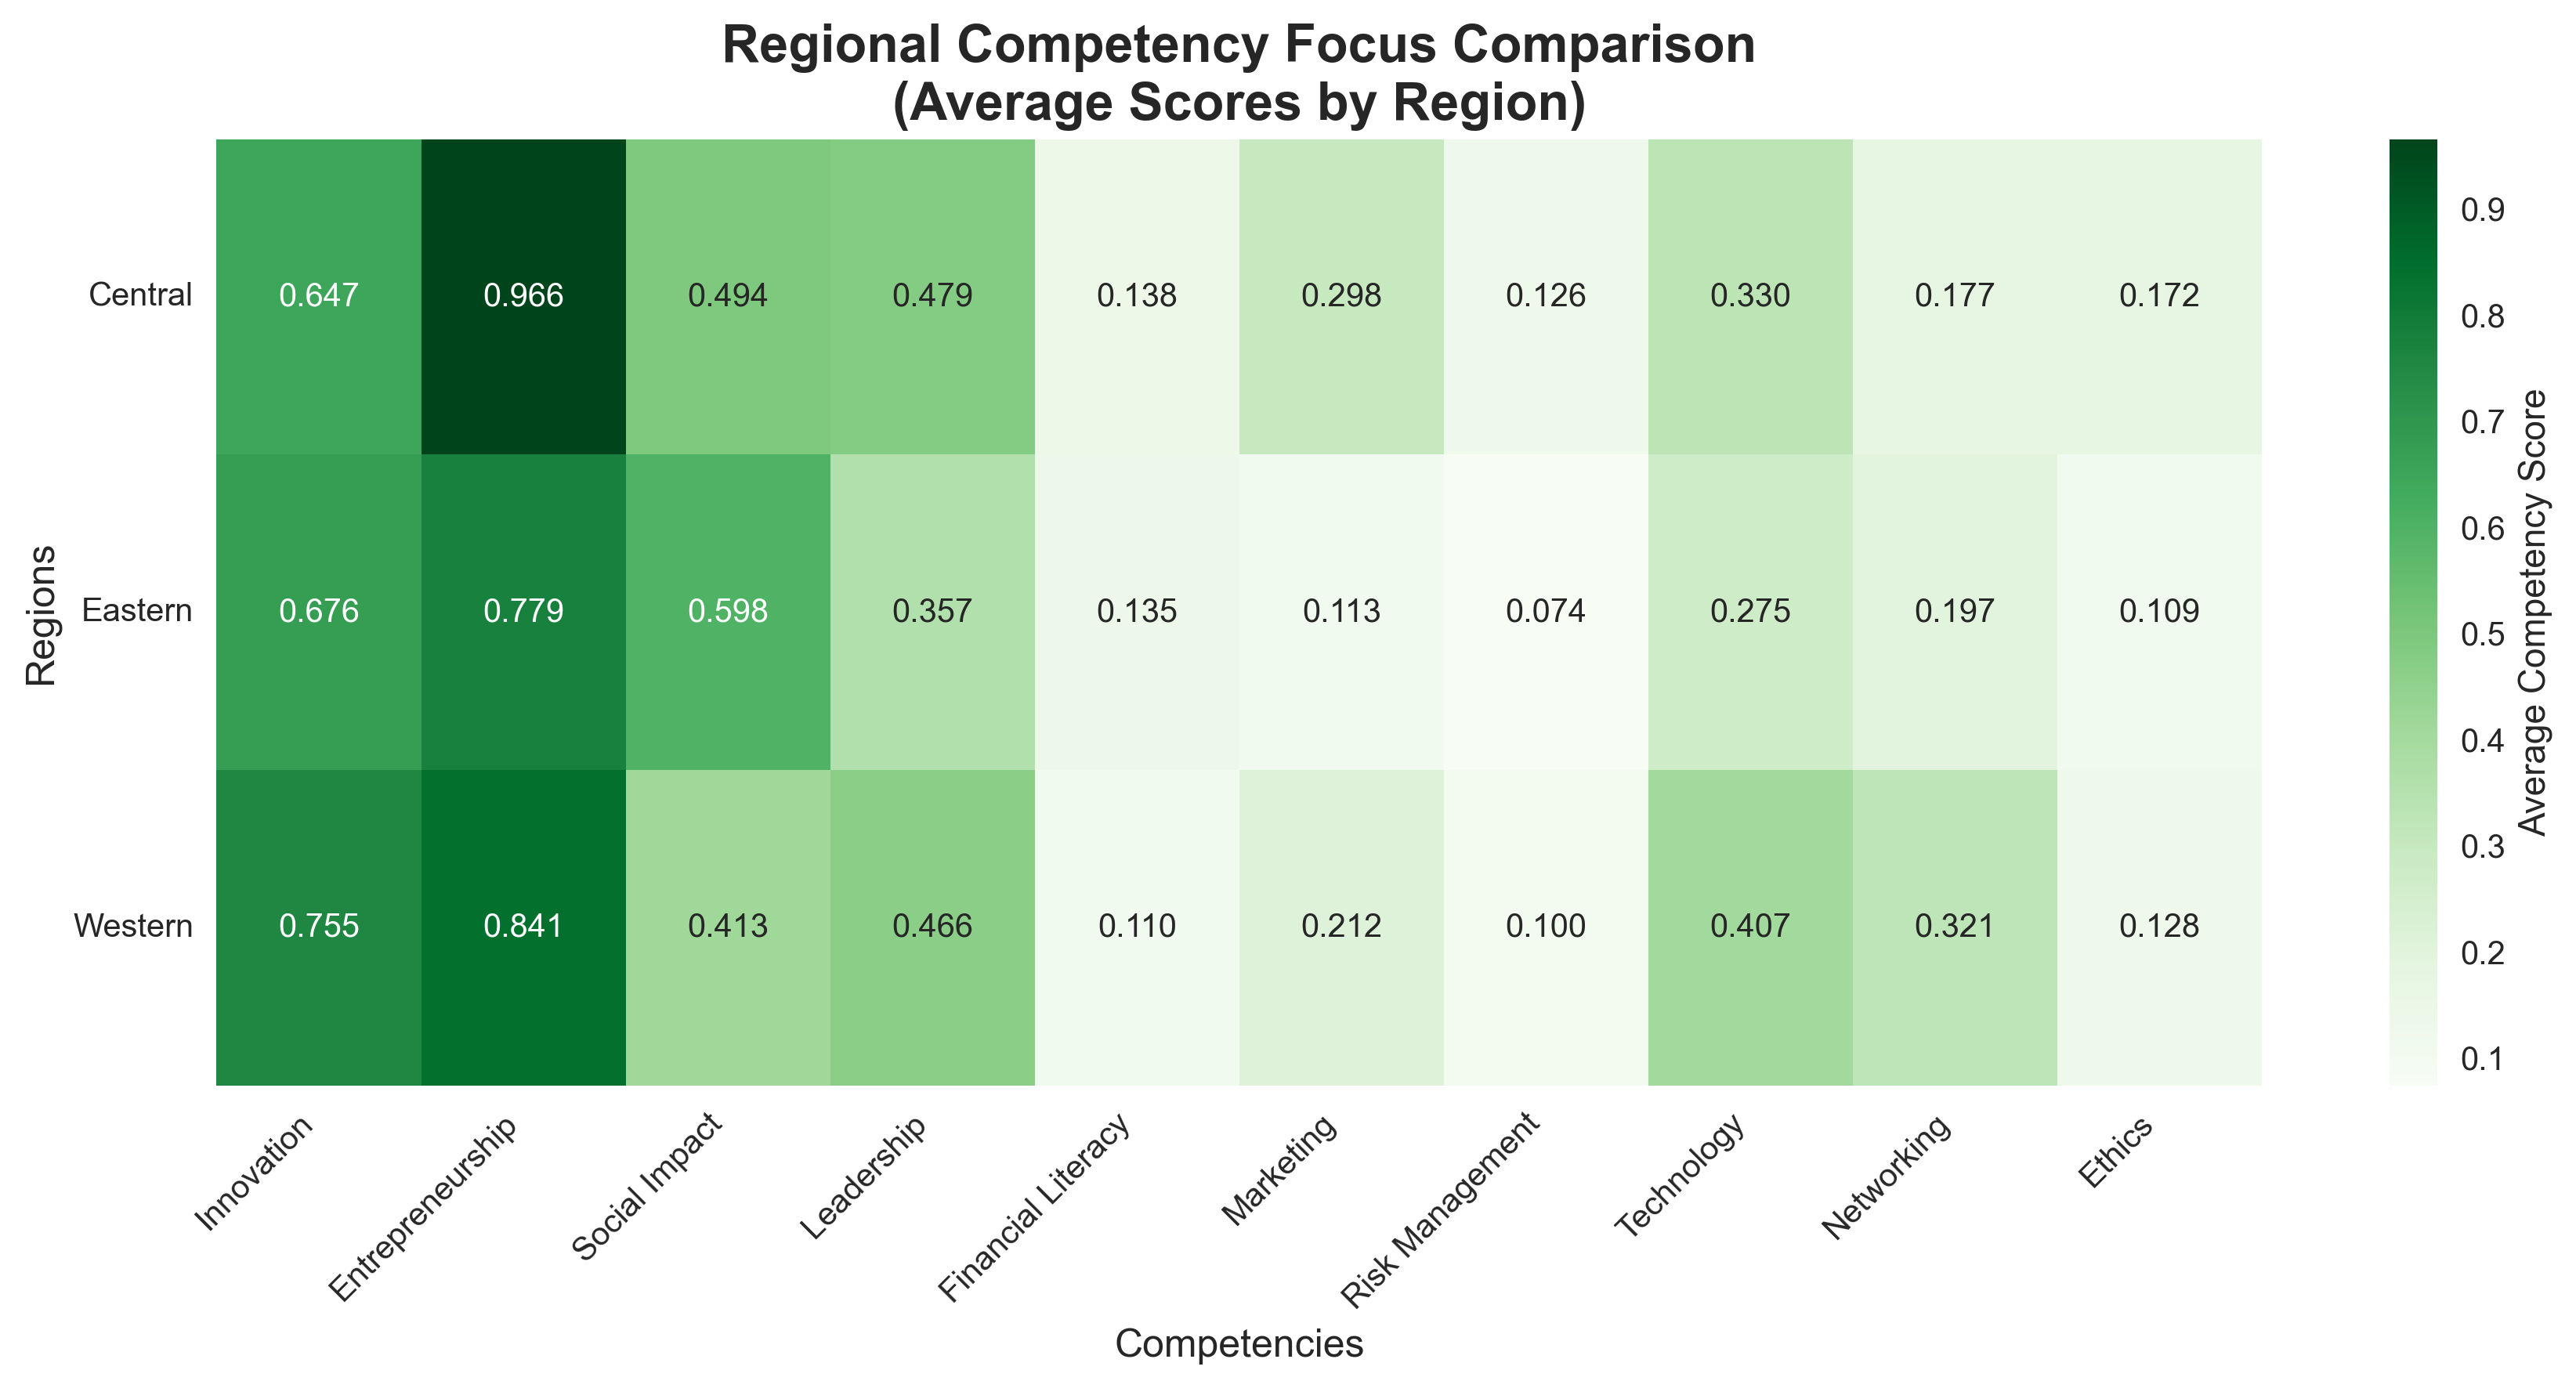 Regional Competency Focus Comparison
(Average Scores by Region)
Regions
Central 0.647 0.966 0.494 0.479 0.138 0.298 0.126 0.330 0.177 0.172
Eastern 0.676 0.779 0.598 0.357 0.135 0.113 0.074 0.275 0.197 0.109
Western 0.755 0.841 0.413 0.466 0.110 0.212 0.100 0.407 0.321 0.128
Innovation
Entrepreneurship
Social Impact
Leadership
Financial Literacy
Marketing
Risk Management
Technology
Networking
Ethics
Competencies
0.9
0.8
0.7
0.6
0.5
0.4
0.3
0.2
0.1
Average Competency Score